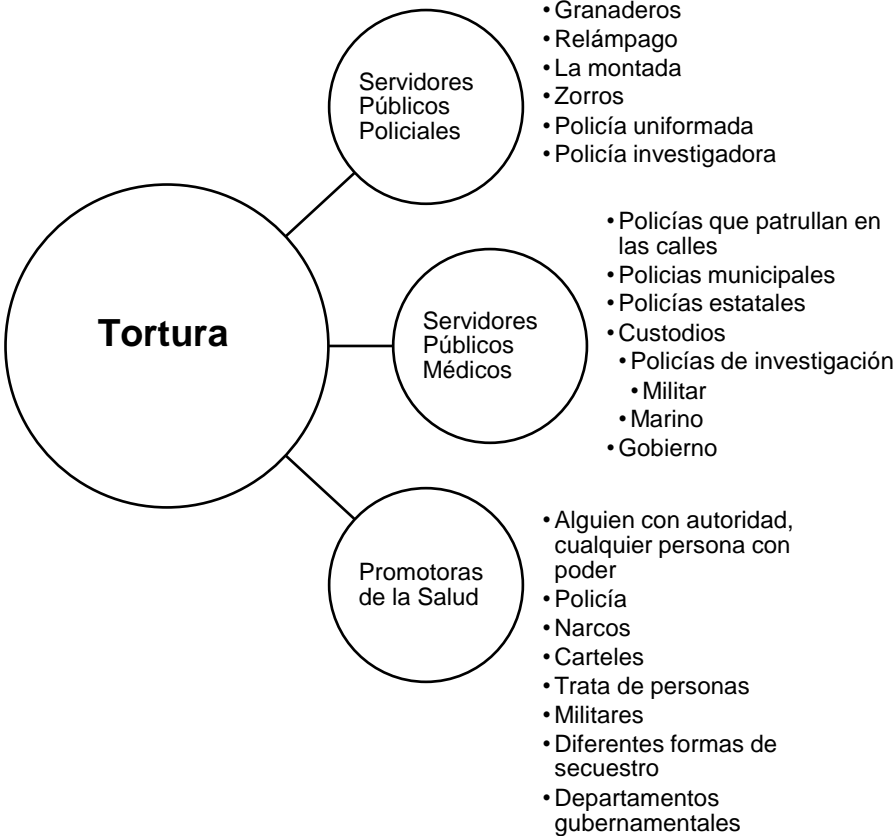 • Granaderos
• Relámpago
• La montada
• Zorros
• Policía uniformada
• Policía investigadora
Servidores
Públicos
Policiales
Tortura
Servidores
Públicos
Médicos
• Policías que patrullan en
las calles
• Policias municipales
• Policías estatales
• Custodios
• Policías de investigación
• Militar
• Marino
• Gobierno
Promotoras
de la Salud
• Alguien con autoridad,
cualquier persona con
poder
• Policía
• Narcos
• Carteles
• Trata de personas
• Militares
• Diferentes formas de
secuestro
• Departamentos
gubernamentales